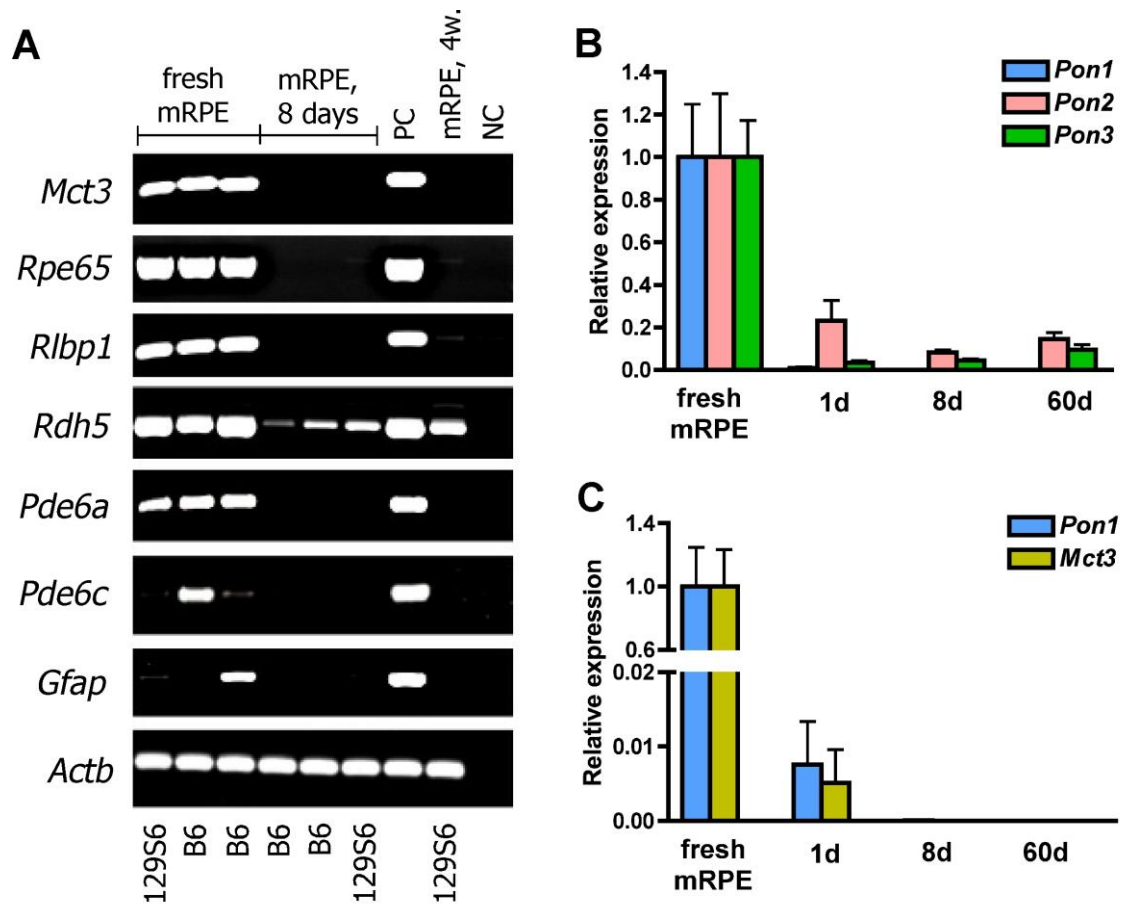 A
fresh
mRPE
mRPE,
8 days
PC
mRPE, 4w.
NC
Mct3
Rpe65
Rlbp1
Rdh5
Pde6a
Pde6c
Gfap
Actb
129S6
B6
B6
B6
B6
129S6
129S6
B
Pon1
Pon2
Pon3
Relative expression
1.4
1.2
1.0
0.8
0.6
0.4
0.2
0.0
fresh
mRPE
1d
8d
60d
C
Pon1
Mct3
Relative expression
1.4
1.0
0.6
0.02
0.01
0.00
fresh
mRPE
1d
8d
60d